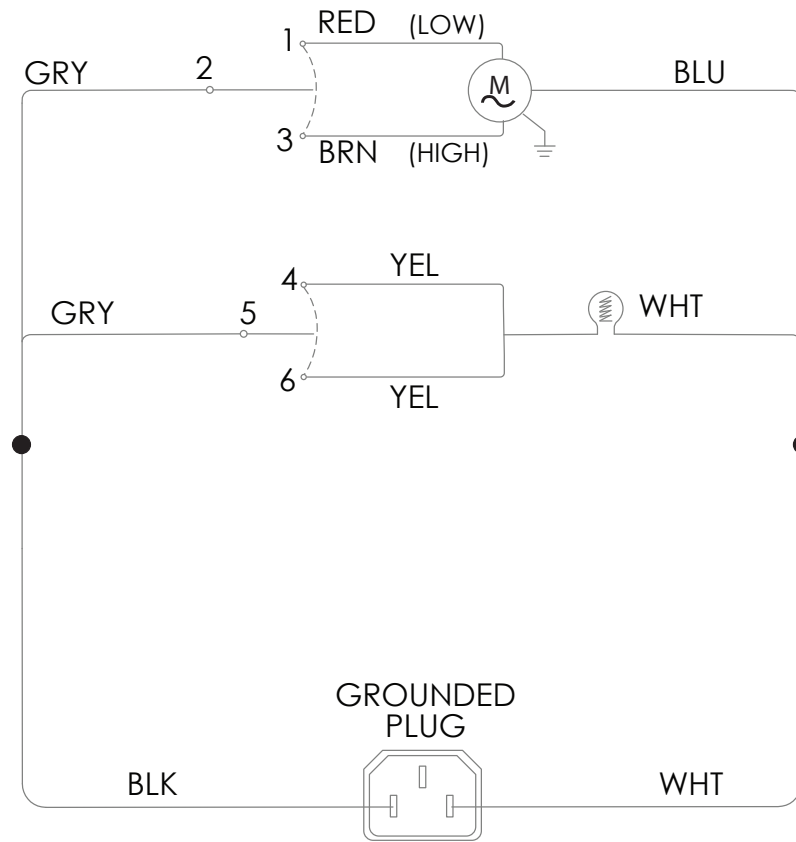 1 RED (LOW)
GRY 2 M BLU
3 BRN (HIGH)
4 YEL
GRY 5 WHT
6 YEL
GROUNDED
PLUG
BLK WHT